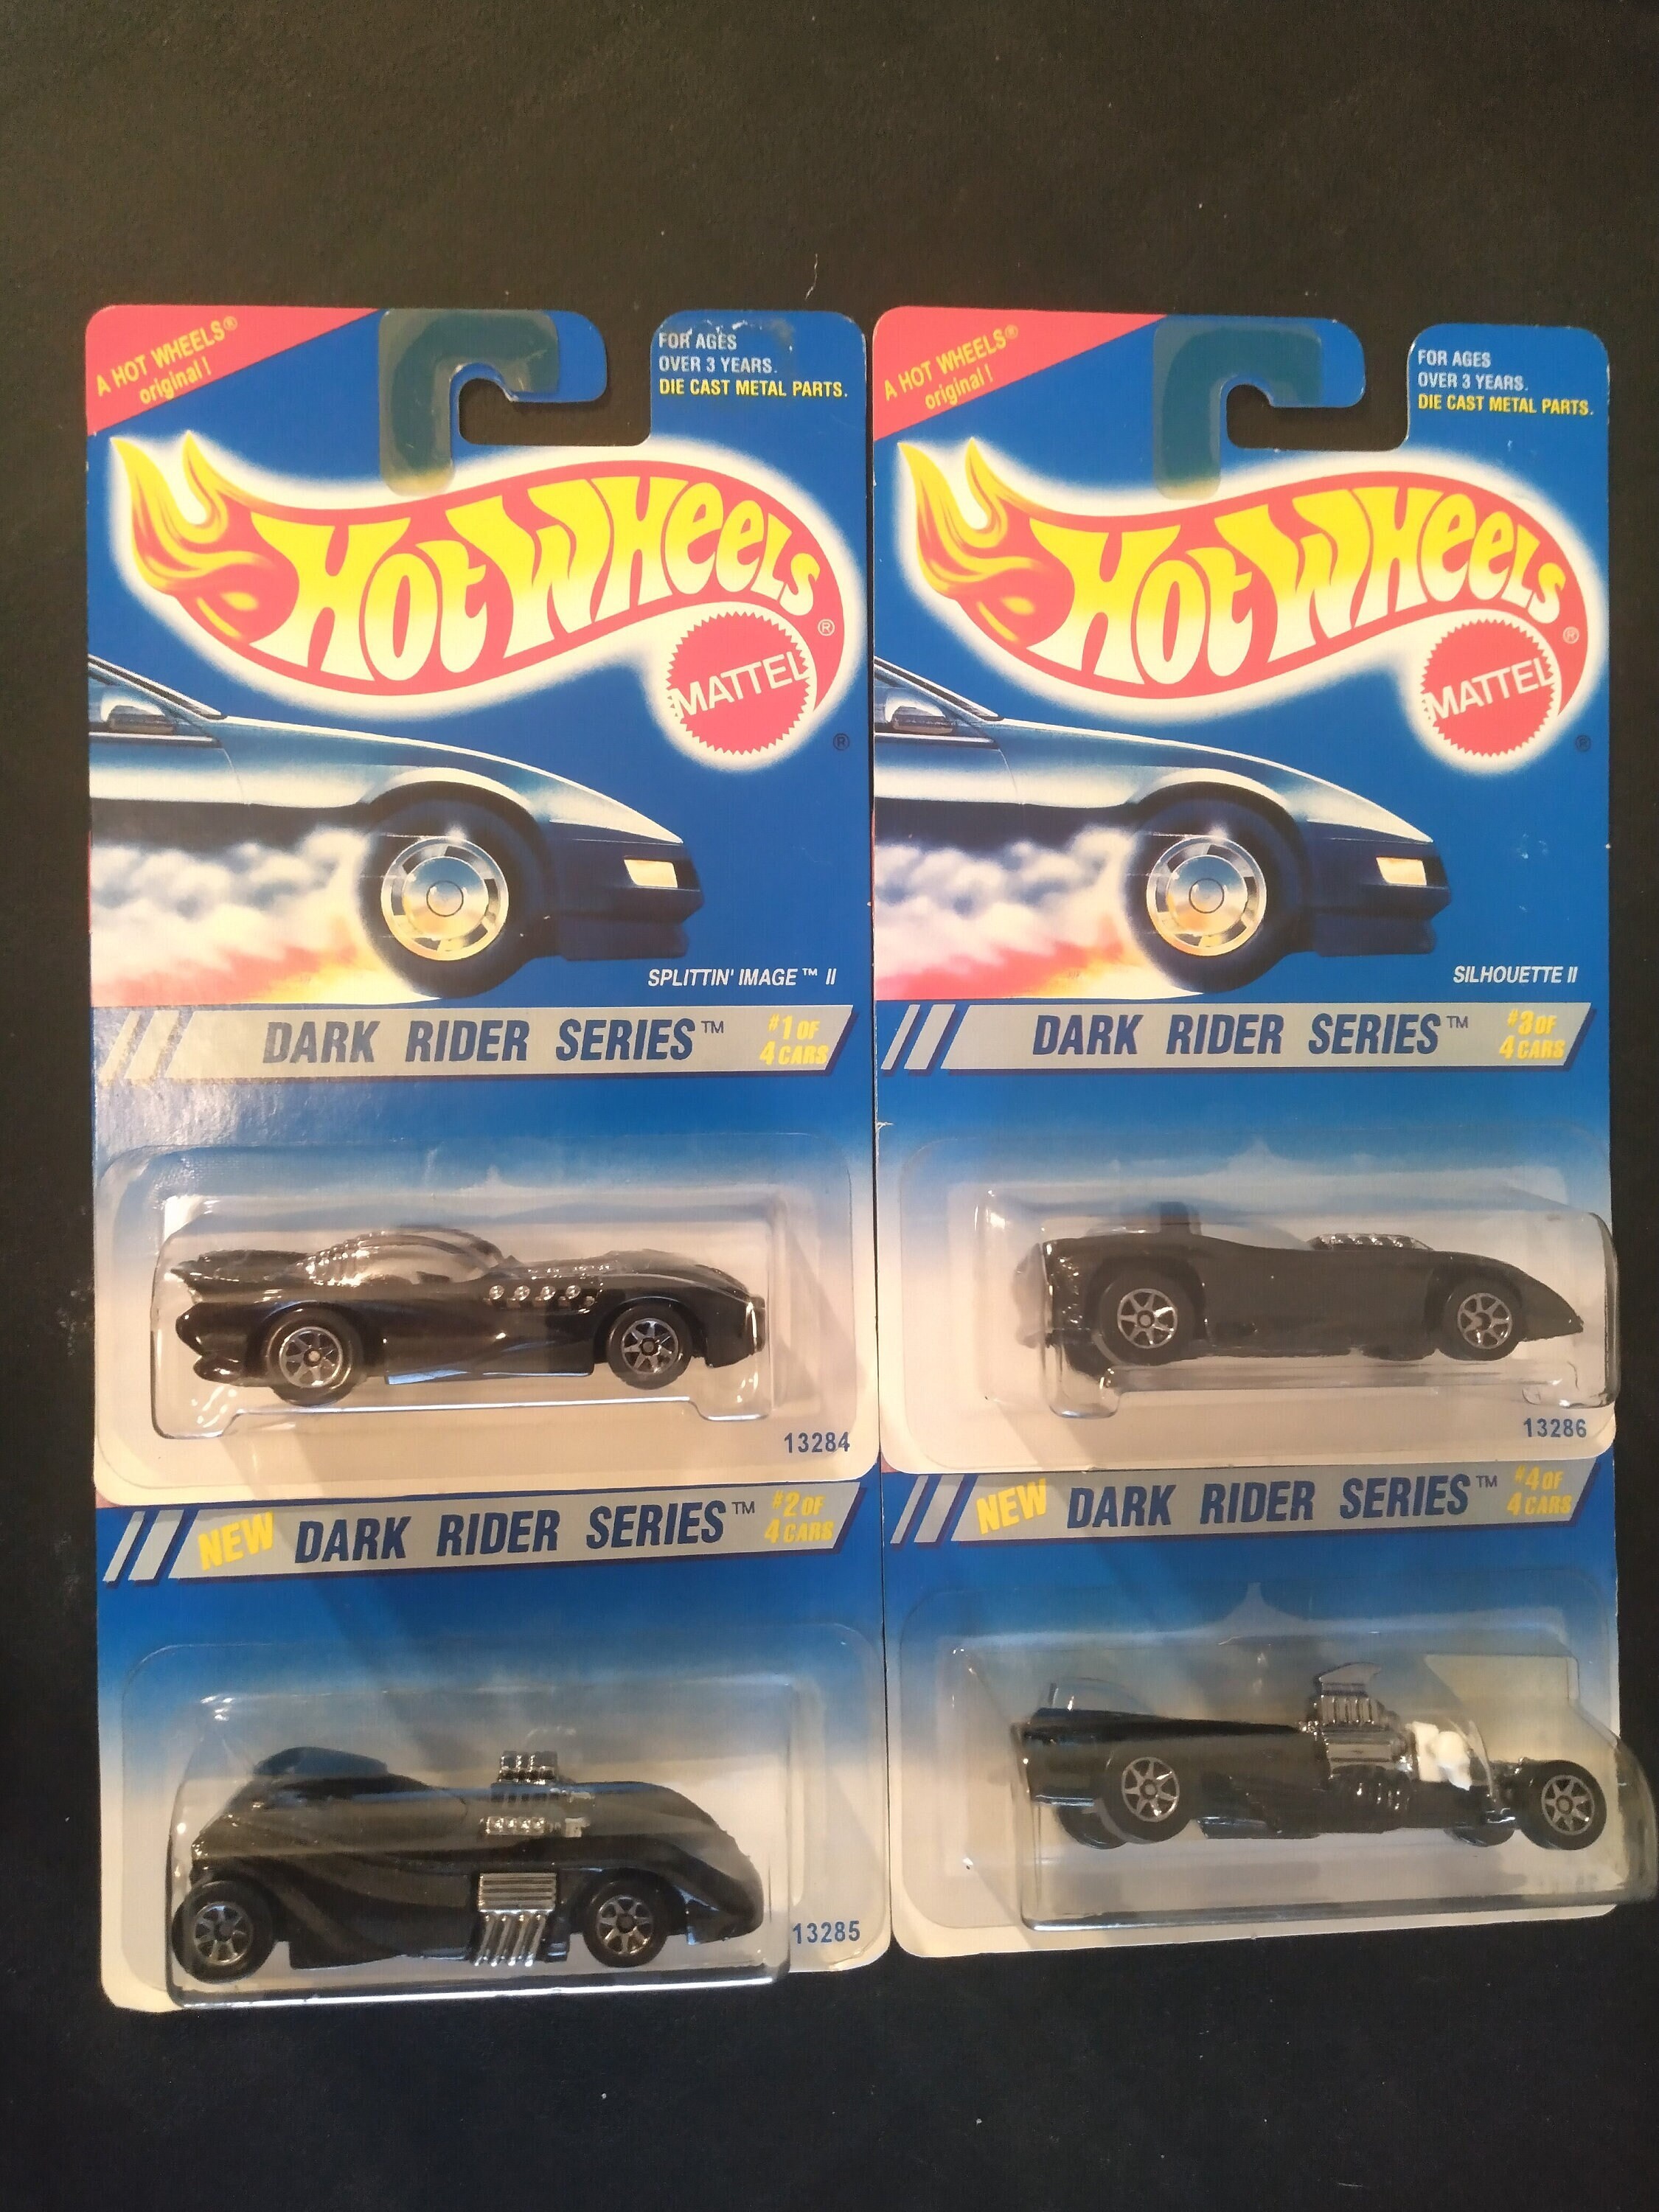 A HOT WHEELS®
original!
FOR AGES
OVER 3 YEARS.
DIE CAST METAL PARTS.
HOT WHEELS®
MATTEL®
SPLITTIN' IMAGE™ II
DARK RIDER SERIES™
#1 OF
4 CARS
13284
A HOT WHEELS®
original!
FOR AGES
OVER 3 YEARS.
DIE CAST METAL PARTS.
HOT WHEELS®
MATTEL®
SILHOUETTE II
DARK RIDER SERIES™
#3 OF
4 CARS
13286
NEW DARK RIDER SERIES™
#2 OF
4 CARS
13285
NEW DARK RIDER SERIES™
#4 OF
4 CARS